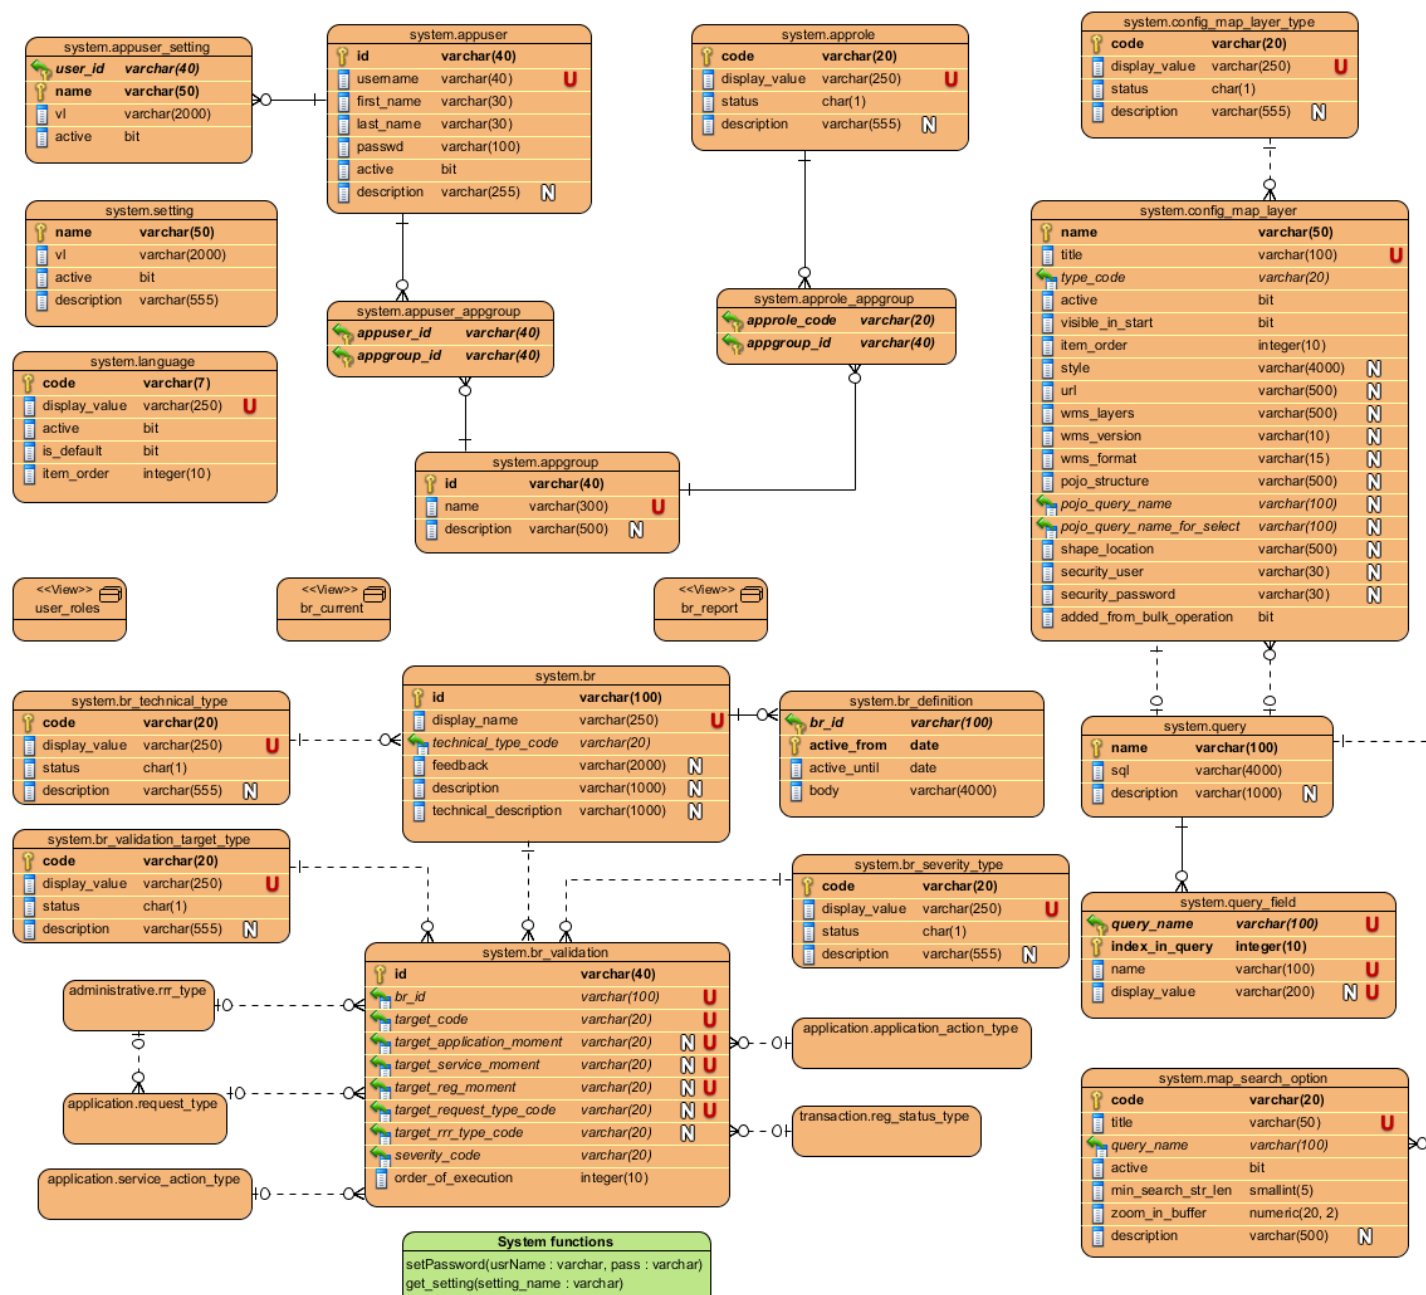 system.appuser_setting
user_id varchar(40)
name varchar(50)
vl varchar(2000)
active bit
system.appuser
id varchar(40)
username varchar(40) U
first_name varchar(30)
last_name varchar(30)
passwd varchar(100)
active bit
description varchar(255) N
system.approle
code varchar(20)
display_value varchar(250) U
status char(1)
description varchar(555) N
system.config_map_layer_type
code varchar(20)
display_value varchar(250) U
status char(1)
description varchar(555) N
system.setting
name varchar(50)
vl varchar(2000)
active bit
description varchar(555)
system.config_map_layer
name varchar(50)
title varchar(100) U
type_code varchar(20)
active bit
visible_in_start bit
item_order integer(10)
style varchar(4000) N
url varchar(500) N
wms_layers varchar(500) N
wms_version varchar(10) N
wms_format varchar(15) N
pojo_structure varchar(500) N
pojo_query_name varchar(100) N
pojo_query_name_for_select varchar(100) N
shape_location varchar(500) N
security_user varchar(30) N
security_password varchar(30) N
added_from_bulk_operation bit
system.appuser_appgroup
appuser_id varchar(40)
appgroup_id varchar(40)
system.approle_appgroup
approle_code varchar(20)
appgroup_id varchar(40)
system.language
code varchar(7)
display_value varchar(250) U
active bit
is_default bit
item_order integer(10)
system.appgroup
id varchar(40)
name varchar(300) U
description varchar(500) N
<<View>>
user_roles
<<View>>
br_current
<<View>>
br_report
system.br_technical_type
code varchar(20)
display_value varchar(250) U
status char(1)
description varchar(555) N
system.br
id varchar(100)
display_name varchar(250) U
technical_type_code varchar(20)
feedback varchar(2000) N
description varchar(1000) N
technical_description varchar(1000) N
system.br_definition
br_id varchar(100)
active_from date
active_until date
body varchar(4000)
system.query
name varchar(100)
sql varchar(4000)
description varchar(1000) N
system.br_validation_target_type
code varchar(20)
display_value varchar(250) U
status char(1)
description varchar(555) N
system.br_severity_type
code varchar(20)
display_value varchar(250) U
status char(1)
description varchar(555) N
system.query_field
query_name varchar(100) U
index_in_query integer(10)
name varchar(100) U
display_value varchar(200) N U
system.br_validation
id varchar(40)
br_id varchar(100) U
target_code varchar(20) U
target_application_moment varchar(20) N U
target_service_moment varchar(20) N U
target_reg_moment varchar(20) N U
target_request_type_code varchar(20) N U
target_rrr_type_code varchar(20) N
severity_code varchar(20)
order_of_execution integer(10)
administrative.rrr_type
application.request_type
application.service_action_type
application.application_action_type
transaction.reg_status_type
system.map_search_option
code varchar(20)
title varchar(50) U
query_name varchar(100)
active bit
min_search_str_len smallint(5)
zoom_in_buffer numeric(20, 2)
description varchar(500) N
System functions
setPassword(usrName : varchar, pass : varchar)
get_setting(setting_name : varchar)